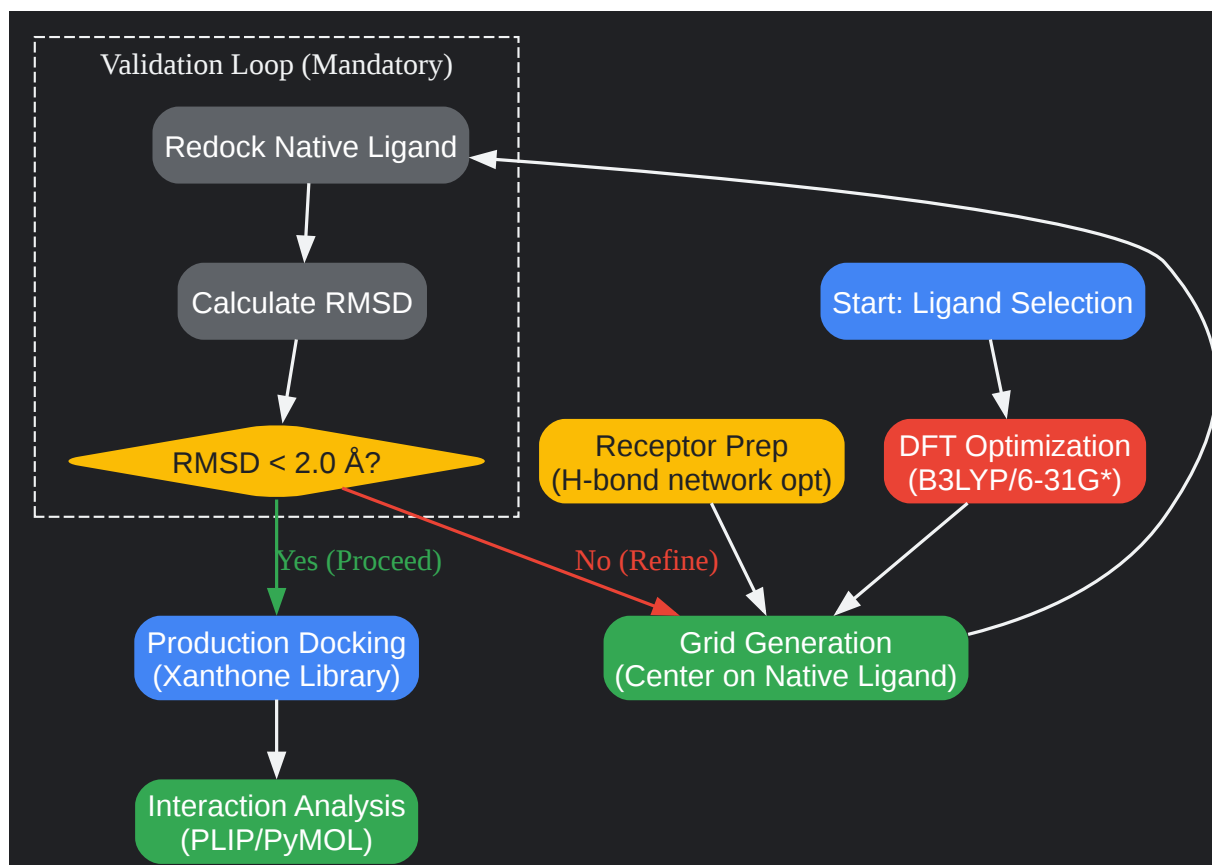 Validation Loop (Mandatory)
Redock Native Ligand
Calculate RMSD
RMSD < 2.0 Å?
Start: Ligand Selection
Receptor Prep
(H-bond network opt)
DFT Optimization
(B3LYP/6-31G*)
Yes (Proceed)
No (Refine)
Production Docking
(Xanthone Library)
Grid Generation
(Center on Native Ligand)
Interaction Analysis
(PLIP/PyMOL)